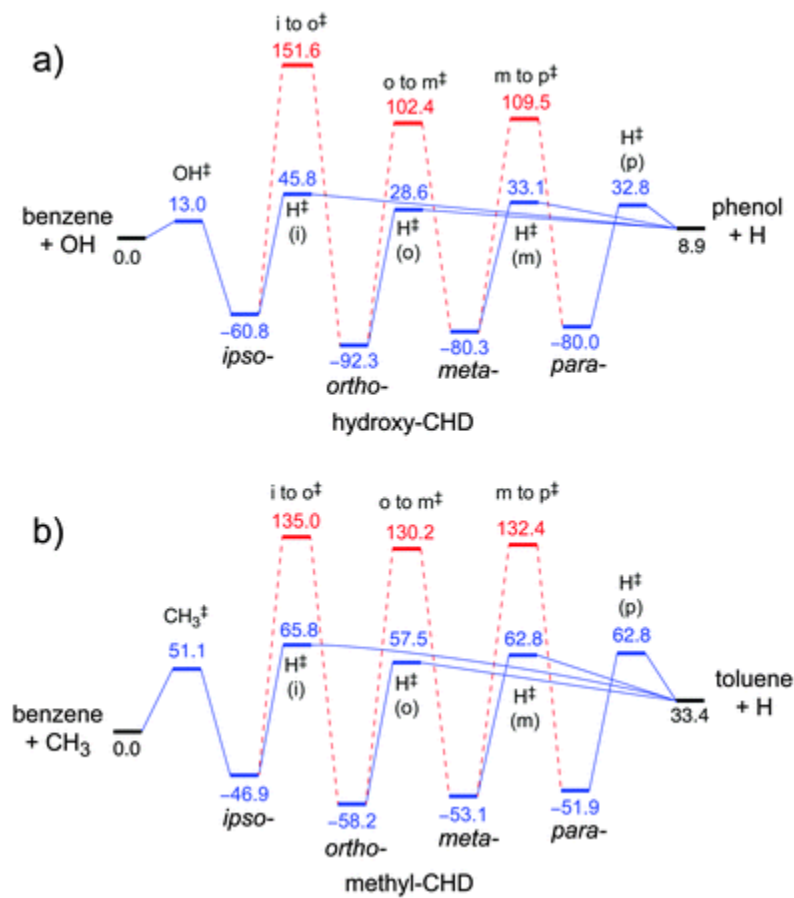 a)
i to o‡
151.6
o to m‡
102.4
m to p‡
109.5
H‡
(p)
OH‡
13.0
45.8
28.6
33.1
32.8
benzene
+ OH
0.0
H‡
(i)
H‡
(o)
H‡
(m)
phenol
+ H
8.9
−60.8
ipso-
−92.3
ortho-
−80.3
meta-
−80.0
para-
hydroxy-CHD
b)
i to o‡
135.0
o to m‡
130.2
m to p‡
132.4
H‡
(p)
CH₃‡
51.1
65.8
57.5
62.8
62.8
H‡
(i)
H‡
(o)
H‡
(m)
benzene
+ CH₃
0.0
toluene
+ H
33.4
−46.9
ipso-
−58.2
ortho-
−53.1
meta-
−51.9
para-
methyl-CHD